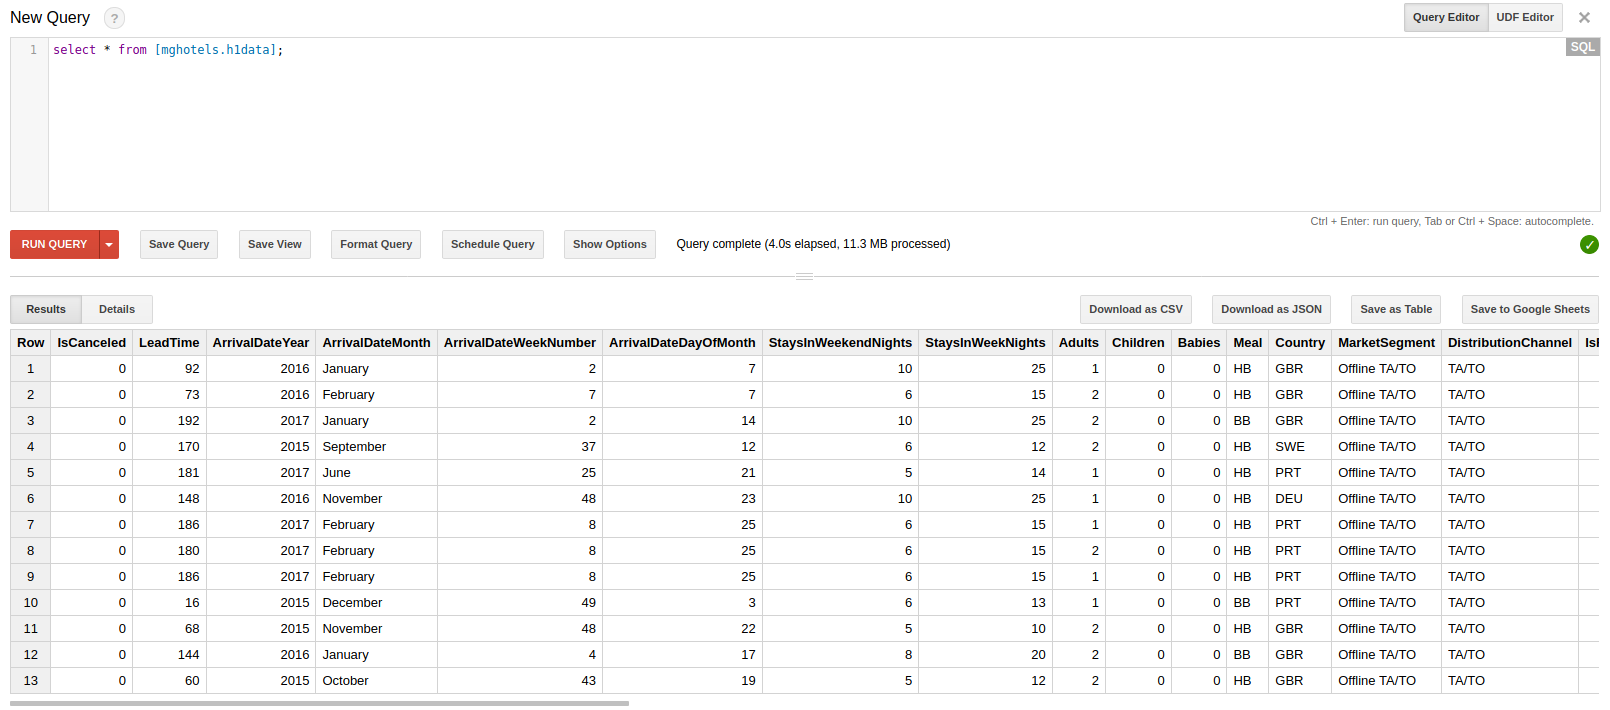 New Query ? Query Editor UDF Editor ×
1 select * from [mghotels.h1data]; SQL
Ctrl + Enter: run query, Tab or Ctrl + Space: autocomplete.
RUN QUERY Save Query Save View Format Query Schedule Query Show Options Query complete (4.0s elapsed, 11.3 MB processed)
Results Details Download as CSV Download as JSON Save as Table Save to Google Sheets
Row IsCanceled LeadTime ArrivalDateYear ArrivalDateMonth ArrivalDateWeekNumber ArrivalDateDayOfMonth StaysInWeekendNights StaysInWeekNights Adults Children Babies Meal Country MarketSegment DistributionChannel
1 0 92 2016 January 2 7 10 25 1 0 0 HB GBR Offline TA/TO TA/TO
2 0 73 2016 February 7 7 6 15 2 0 0 HB GBR Offline TA/TO TA/TO
3 0 192 2017 January 2 14 10 25 2 0 0 BB GBR Offline TA/TO TA/TO
4 0 170 2015 September 37 12 6 12 2 0 0 HB SWE Offline TA/TO TA/TO
5 0 181 2017 June 25 21 5 14 1 0 0 HB PRT Offline TA/TO TA/TO
6 0 148 2016 November 48 23 10 25 1 0 0 HB DEU Offline TA/TO TA/TO
7 0 186 2017 February 8 25 6 15 1 0 0 HB PRT Offline TA/TO TA/TO
8 0 180 2017 February 8 25 6 15 2 0 0 HB PRT Offline TA/TO TA/TO
9 0 186 2017 February 8 25 6 15 1 0 0 HB PRT Offline TA/TO TA/TO
10 0 16 2015 December 49 3 6 13 1 0 0 BB PRT Offline TA/TO TA/TO
11 0 68 2015 November 48 22 5 10 2 0 0 HB GBR Offline TA/TO TA/TO
12 0 144 2016 January 4 17 8 20 2 0 0 BB GBR Offline TA/TO TA/TO
13 0 60 2015 October 43 19 5 12 2 0 0 HB GBR Offline TA/TO TA/TO